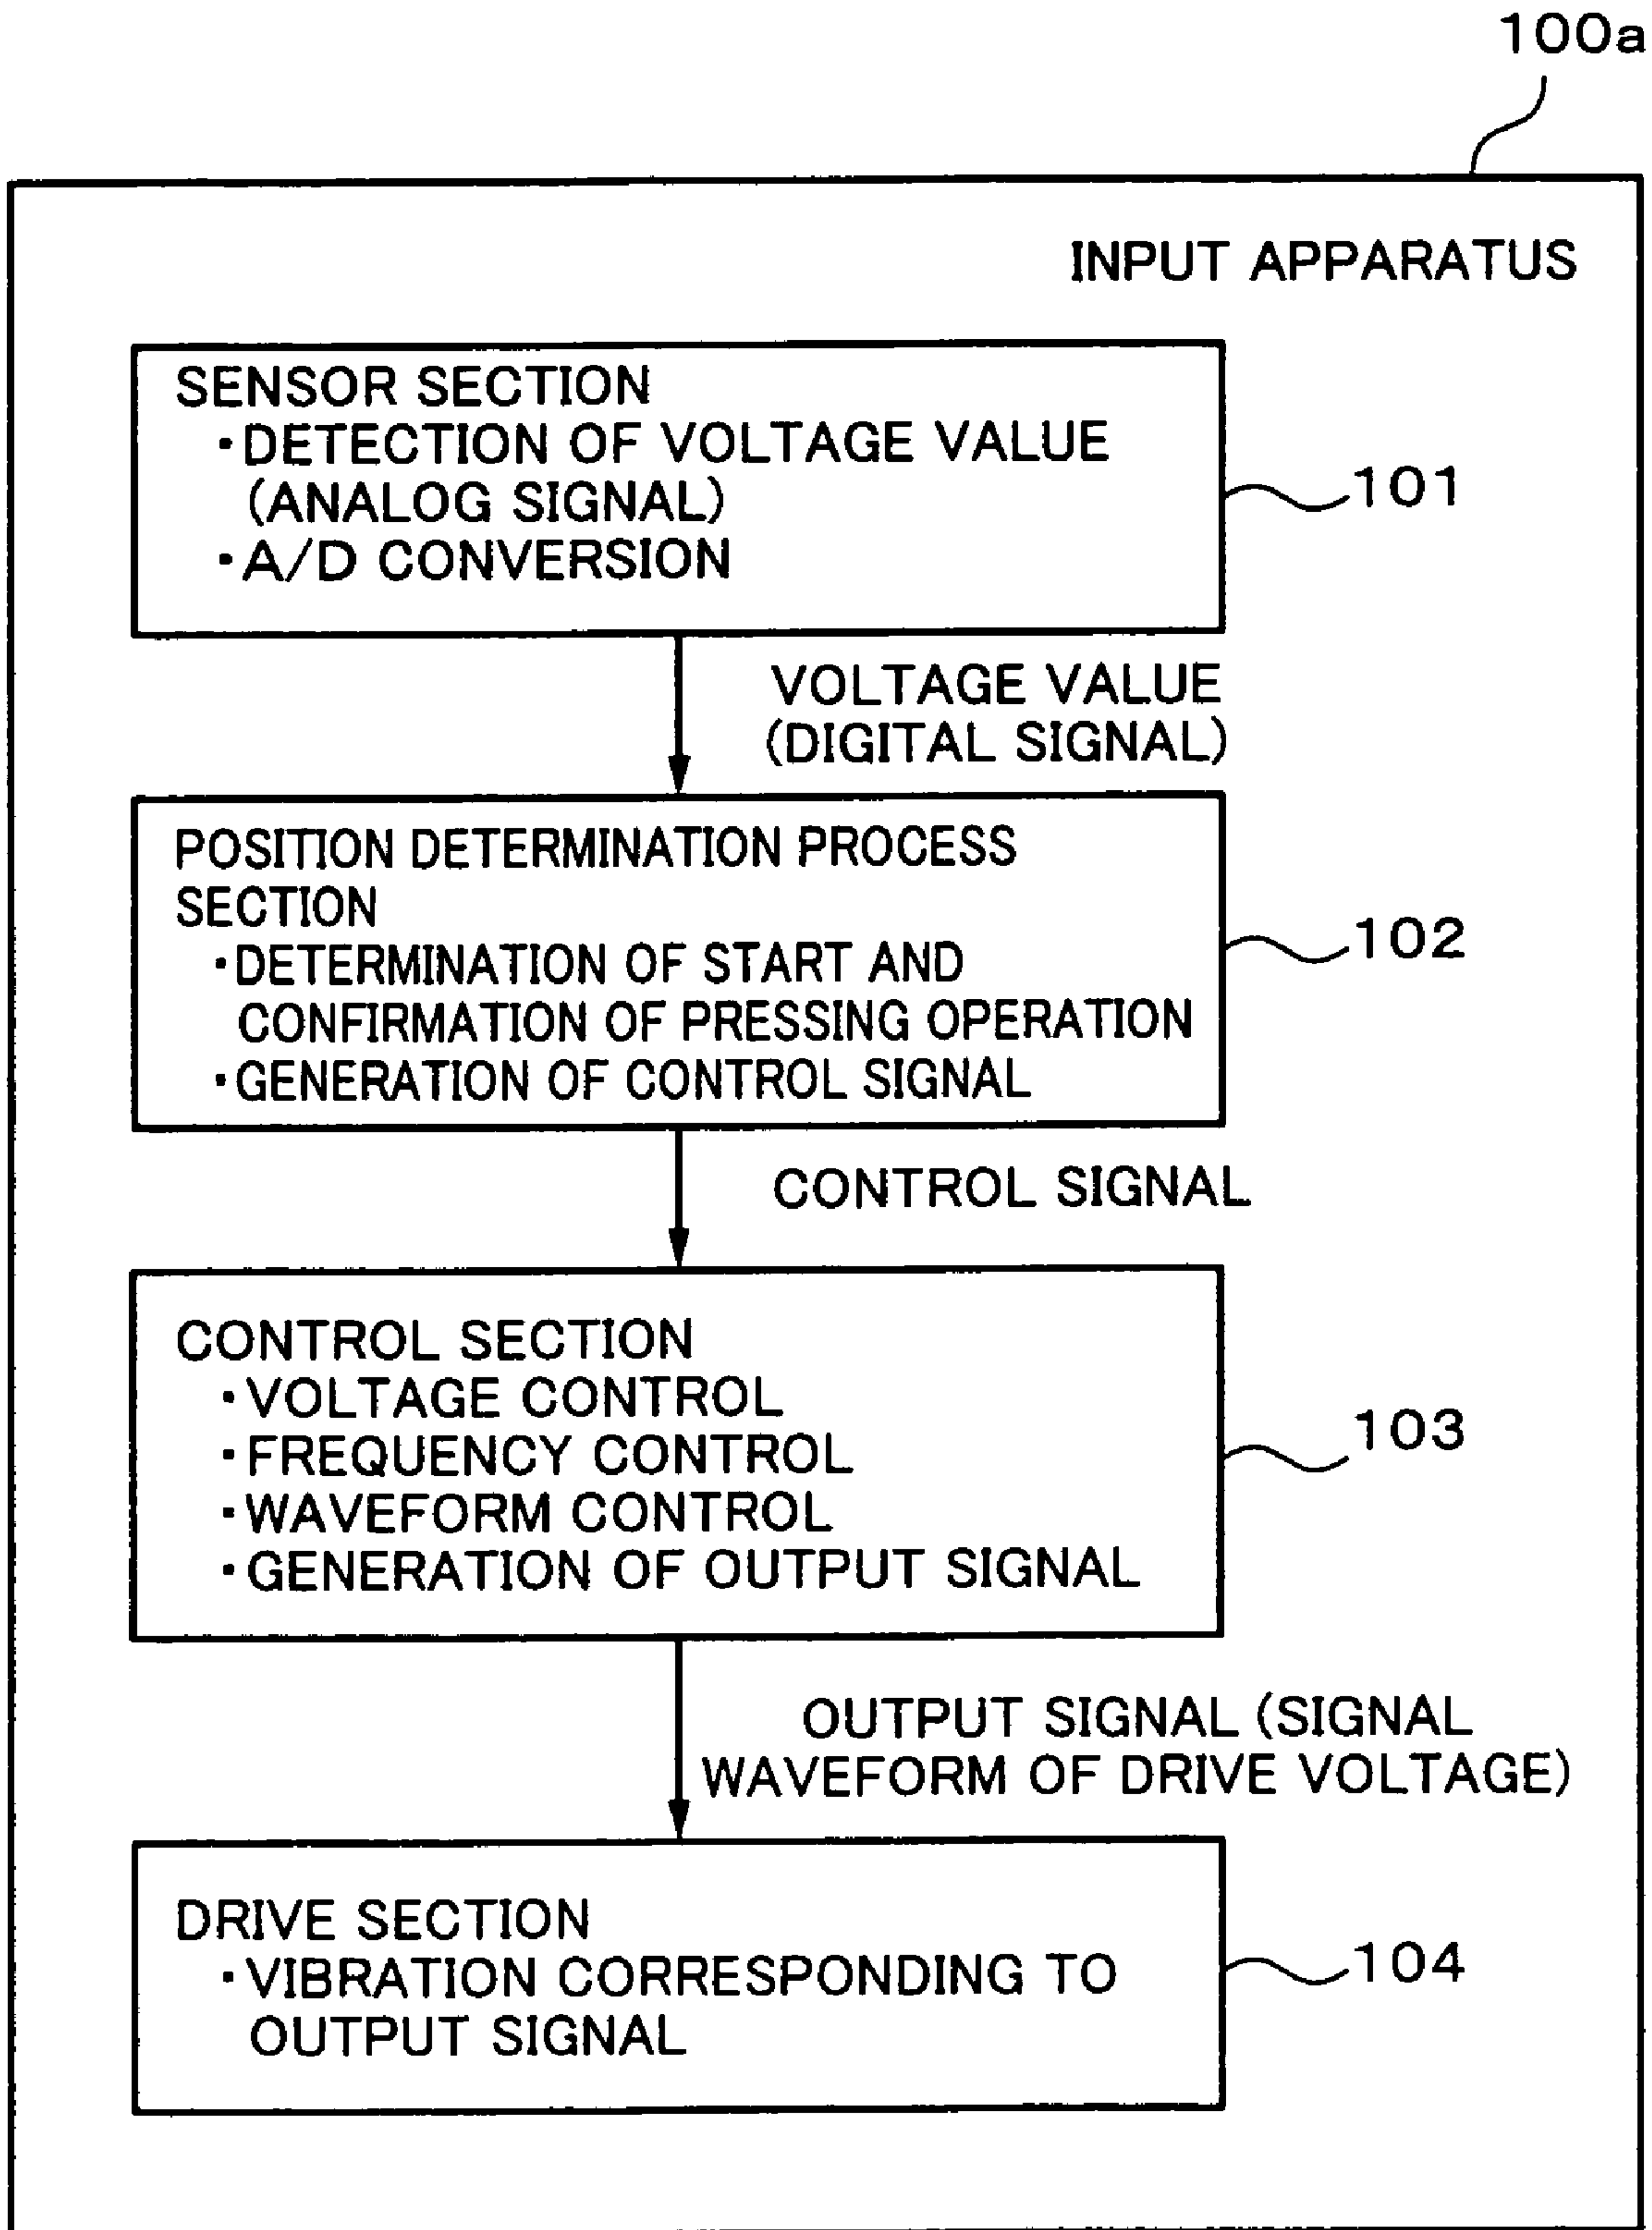 100a
INPUT APPARATUS
SENSOR SECTION
・DETECTION OF VOLTAGE VALUE
(ANALOG SIGNAL)
・A/D CONVERSION
101
VOLTAGE VALUE
(DIGITAL SIGNAL)
POSITION DETERMINATION PROCESS
SECTION
・DETERMINATION OF START AND
CONFIRMATION OF PRESSING OPERATION
・GENERATION OF CONTROL SIGNAL
102
CONTROL SIGNAL
CONTROL SECTION
・VOLTAGE CONTROL
・FREQUENCY CONTROL
・WAVEFORM CONTROL
・GENERATION OF OUTPUT SIGNAL
103
OUTPUT SIGNAL (SIGNAL
WAVEFORM OF DRIVE VOLTAGE)
DRIVE SECTION
・VIBRATION CORRESPONDING TO
OUTPUT SIGNAL
104